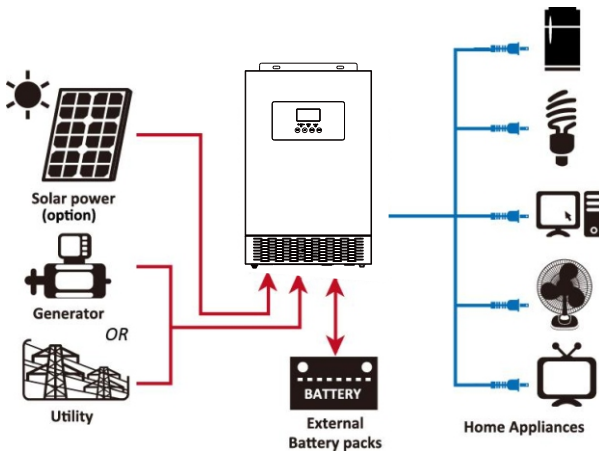 Solar power
(option)
Generator
OR
Utility
BATTERY
External
Battery packs
Home Appliances